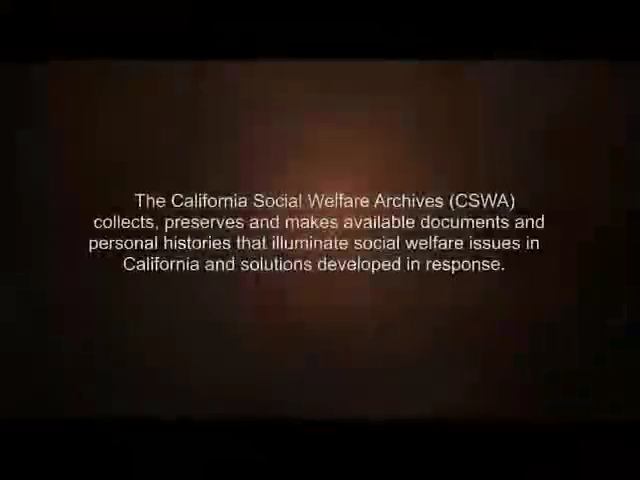 The California Social Welfare Archives (CSWA)
collects, preserves and makes available documents and
personal histories that illuminate social welfare issues in
California and solutions developed in response.